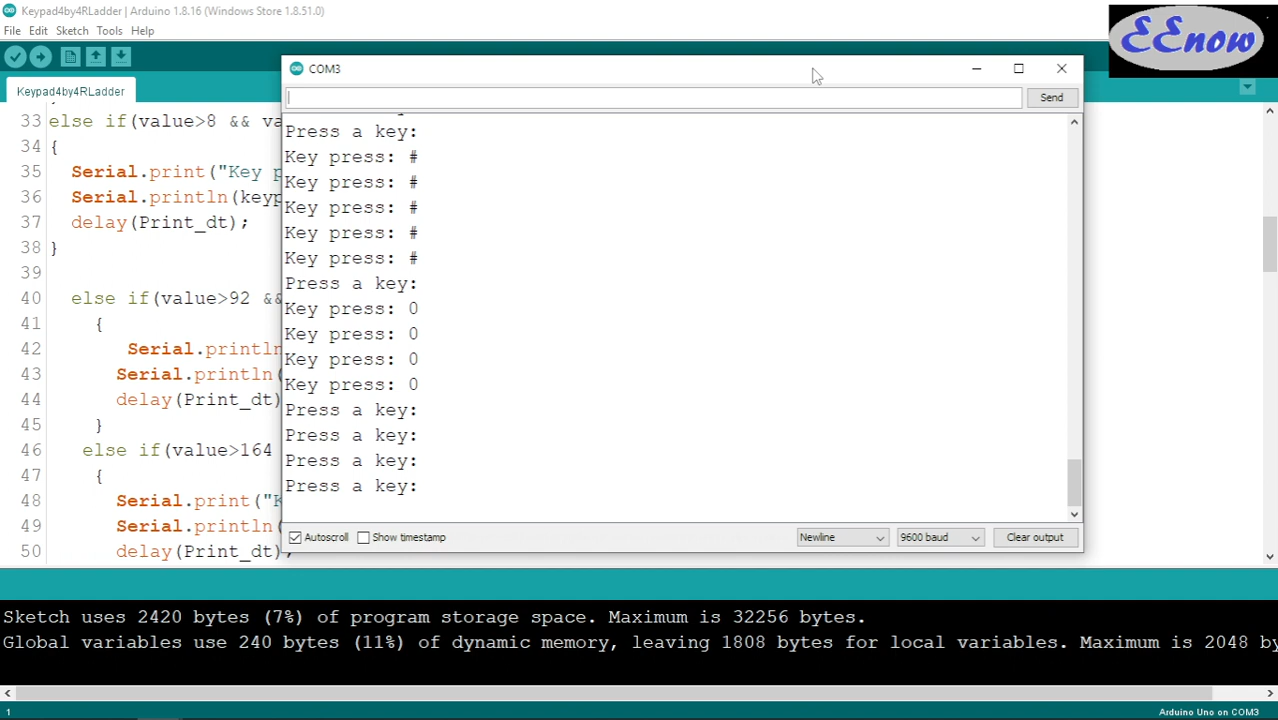 Keypad4by4RLadder | Arduino 1.8.16 (Windows Store 1.8.51.0)
EEnow
File Edit Sketch Tools Help
COM3
Keypad4by4RLadder
Send
33 else if(value>8 && va
34 {
35 Serial.print("Key p
36 Serial.println(keyp
37 delay(Print_dt);
38 }
39
40 else if(value>92 &&
41 {
42 Serial.println
43 Serial.println(
44 delay(Print_dt)
45 }
46 else if(value>164
47 {
48 Serial.print("K
49 Serial.println(
50 delay(Print_dt);
Press a key:
Key press: #
Key press: #
Key press: #
Key press: #
Key press: #
Press a key:
Key press: 0
Key press: 0
Key press: 0
Key press: 0
Press a key:
Press a key:
Press a key:
Press a key:
Autoscroll Show timestamp Newline 9600 baud Clear output
Sketch uses 2420 bytes (7%) of program storage space. Maximum is 32256 bytes.
Global variables use 240 bytes (11%) of dynamic memory, leaving 1808 bytes for local variables. Maximum is 2048 by
1 Arduino Uno on COM3